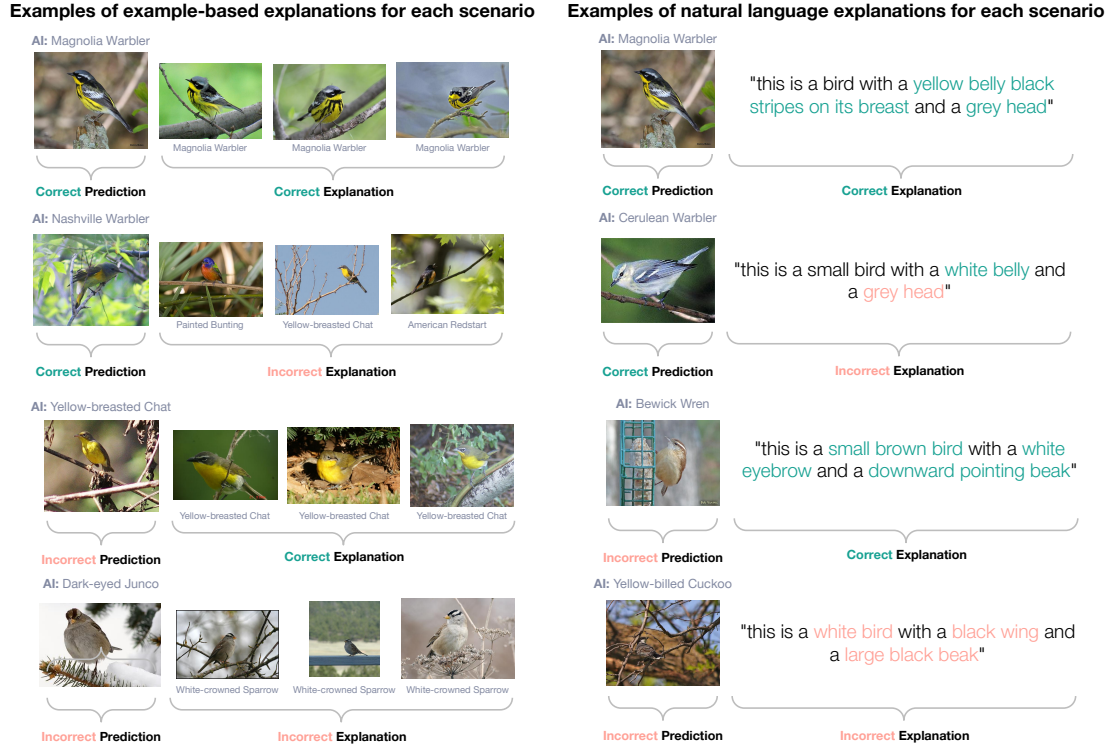 Examples of example-based explanations for each scenario
AI: Magnolia Warbler
Magnolia Warbler
Magnolia Warbler
Magnolia Warbler
Correct Prediction
Correct Explanation
AI: Nashville Warbler
Painted Bunting
Yellow-breasted Chat
American Redstart
Correct Prediction
Incorrect Explanation
AI: Yellow-breasted Chat
Yellow-breasted Chat
Yellow-breasted Chat
Yellow-breasted Chat
Incorrect Prediction
Correct Explanation
AI: Dark-eyed Junco
White-crowned Sparrow
White-crowned Sparrow
White-crowned Sparrow
Incorrect Prediction
Incorrect Explanation
Examples of natural language explanations for each scenario
AI: Magnolia Warbler
"this is a bird with a yellow belly black
stripes on its breast and a grey head"
Correct Prediction
Correct Explanation
AI: Cerulean Warbler
"this is a small bird with a white belly and
a grey head"
Correct Prediction
Incorrect Explanation
AI: Bewick Wren
"this is a small brown bird with a white
eyebrow and a downward pointing beak"
Incorrect Prediction
Correct Explanation
AI: Yellow-billed Cuckoo
"this is a white bird with a black wing and
a large black beak"
Incorrect Prediction
Incorrect Explanation